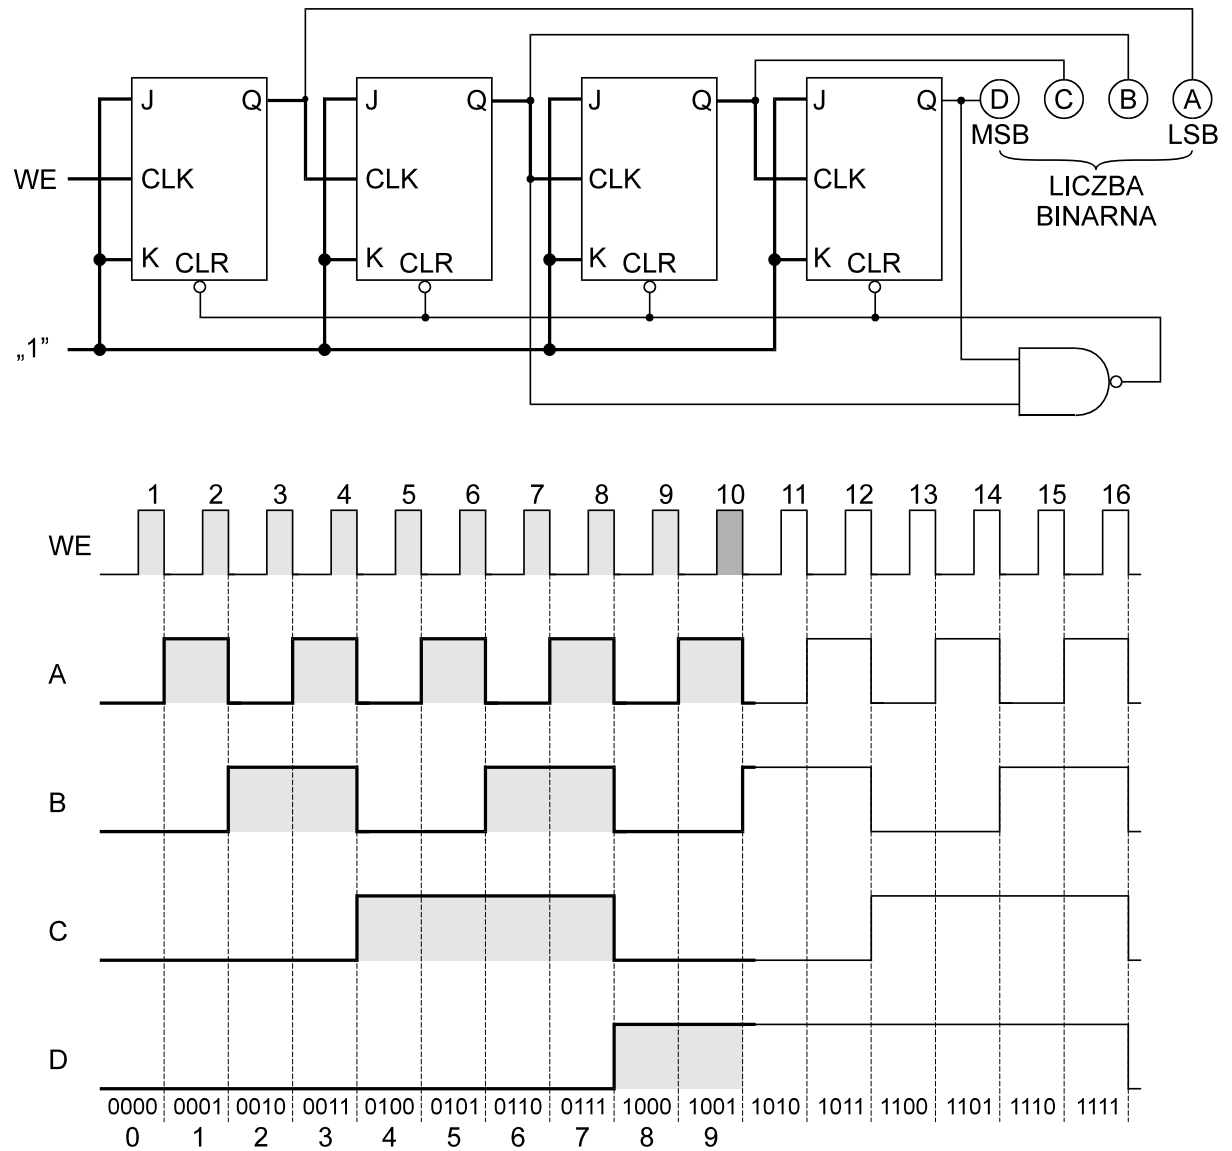 J Q J Q J Q J Q D C B A
MSB LSB
WE CLK CLK CLK CLK
LICZBA
BINARNA
K CLR K CLR K CLR K CLR
„1”
1 2 3 4 5 6 7 8 9 10 11 12 13 14 15 16
WE
A
B
C
D
0000 0001 0010 0011 0100 0101 0110 0111 1000 1001 1010 1011 1100 1101 1110 1111
0 1 2 3 4 5 6 7 8 9